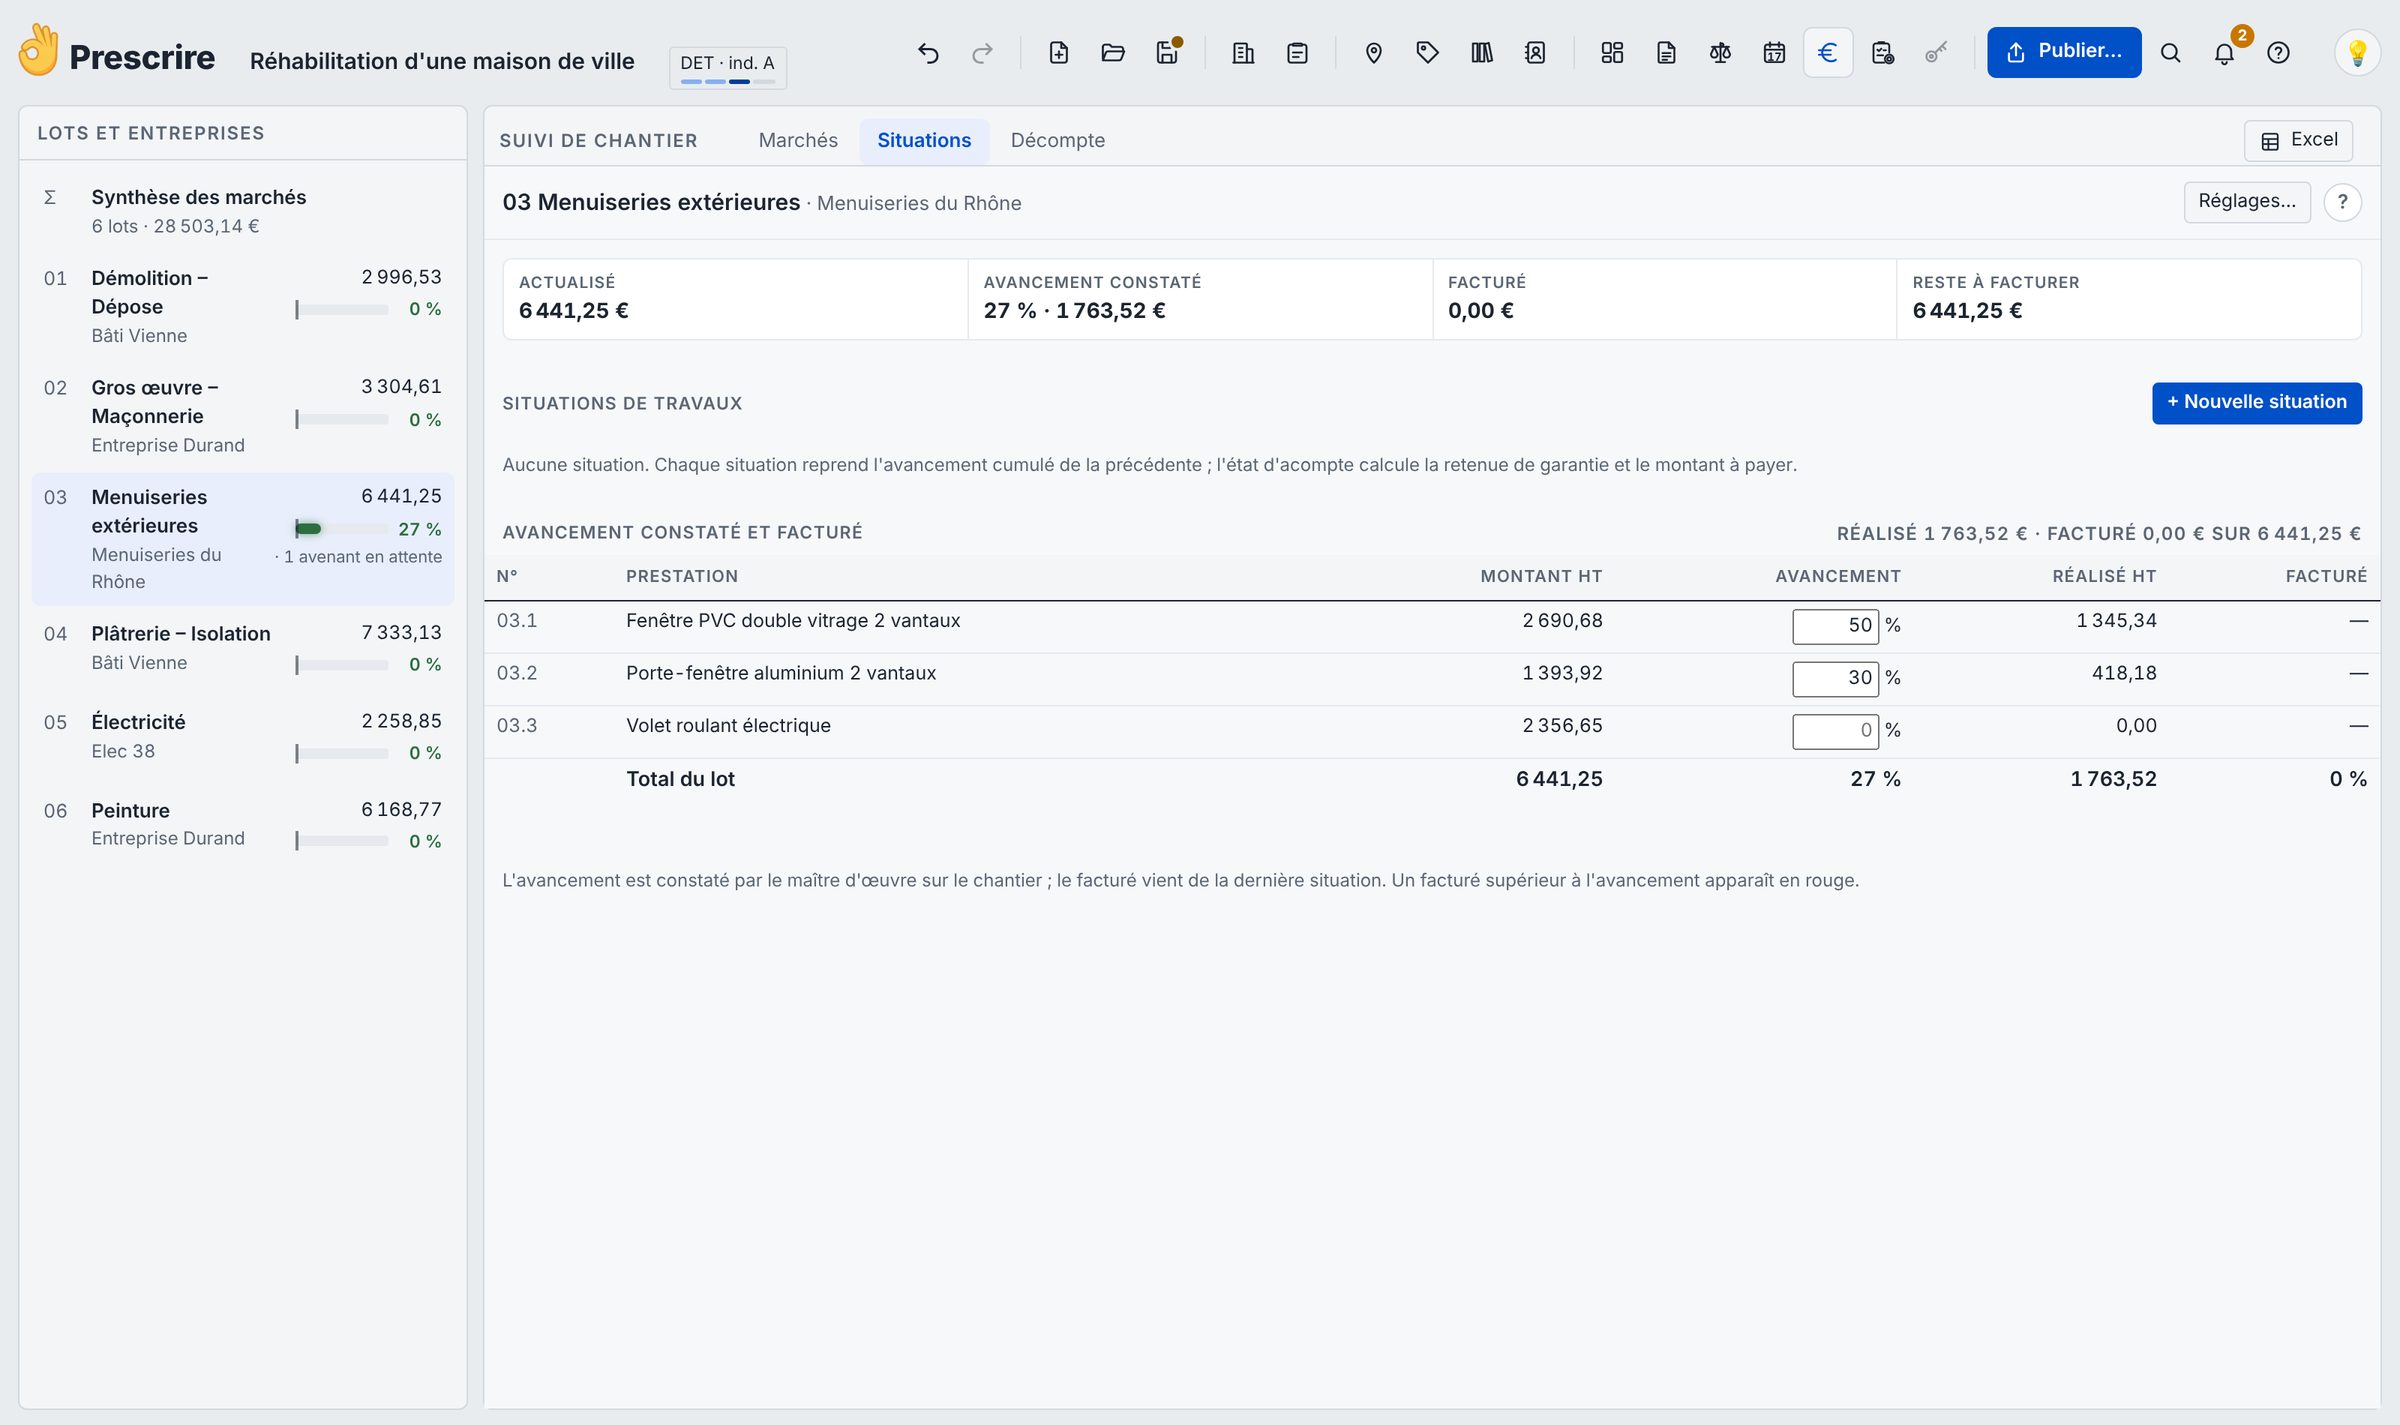 Prescrire
Réhabilitation d'une maison de ville
DET · ind. A
17
€
Publier...
2
LOTS ET ENTREPRISES
Σ Synthèse des marchés
6 lots · 28 503,14 €
01 Démolition – Dépose 2 996,53
0 %
Bâti Vienne
02 Gros œuvre – Maçonnerie 3 304,61
0 %
Entreprise Durand
03 Menuiseries extérieures 6 441,25
27 %
Menuiseries du Rhône · 1 avenant en attente
04 Plâtrerie – Isolation 7 333,13
Bâti Vienne 0 %
05 Électricité 2 258,85
Elec 38 0 %
06 Peinture 6 168,77
Entreprise Durand 0 %
SUIVI DE CHANTIER Marchés Situations Décompte Excel
03 Menuiseries extérieures · Menuiseries du Rhône Réglages... ?
ACTUALISÉ
6 441,25 €
AVANCEMENT CONSTATÉ
27 % · 1 763,52 €
FACTURÉ
0,00 €
RESTE À FACTURER
6 441,25 €
SITUATIONS DE TRAVAUX + Nouvelle situation
Aucune situation. Chaque situation reprend l'avancement cumulé de la précédente ; l'état d'acompte calcule la retenue de garantie et le montant à payer.
AVANCEMENT CONSTATÉ ET FACTURÉ RÉALISÉ 1 763,52 € · FACTURÉ 0,00 € SUR 6 441,25 €
N° PRESTATION MONTANT HT AVANCEMENT RÉALISÉ HT FACTURÉ
03.1 Fenêtre PVC double vitrage 2 vantaux 2 690,68 50 % 1 345,34 —
03.2 Porte-fenêtre aluminium 2 vantaux 1 393,92 30 % 418,18 —
03.3 Volet roulant électrique 2 356,65 0 % 0,00 —
Total du lot 6 441,25 27 % 1 763,52 0 %
L'avancement est constaté par le maître d'œuvre sur le chantier ; le facturé vient de la dernière situation. Un facturé supérieur à l'avancement apparaît en rouge.